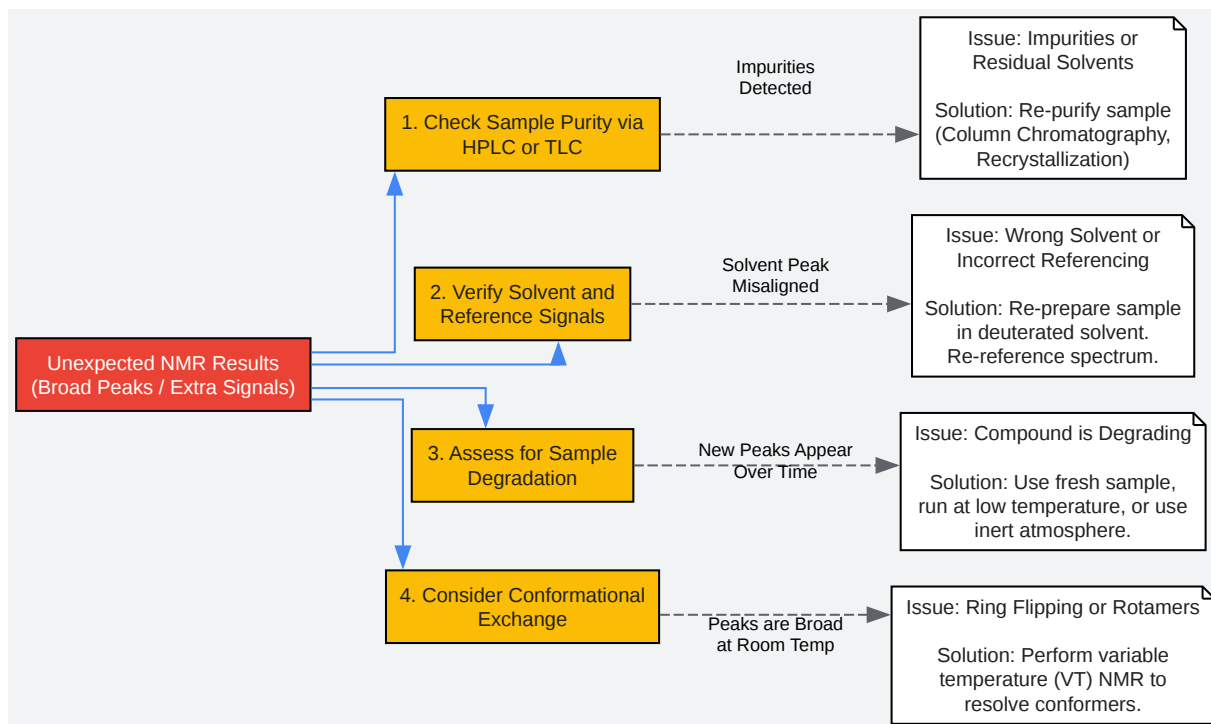 Unexpected NMR Results
(Broad Peaks / Extra Signals)
1. Check Sample Purity via
HPLC or TLC
Impurities
Detected
Issue: Impurities or
Residual Solvents
Solution: Re-purify sample
(Column Chromatography,
Recrystallization)
2. Verify Solvent and
Reference Signals
Solvent Peak
Misaligned
Issue: Wrong Solvent or
Incorrect Referencing
Solution: Re-prepare sample
in deuterated solvent.
Re-reference spectrum.
3. Assess for Sample
Degradation
New Peaks Appear
Over Time
Issue: Compound is Degrading
Solution: Use fresh sample,
run at low temperature, or use
inert atmosphere.
4. Consider Conformational
Exchange
Peaks are Broad
at Room Temp
Issue: Ring Flipping or Rotamers
Solution: Perform variable
temperature (VT) NMR to
resolve conformers.